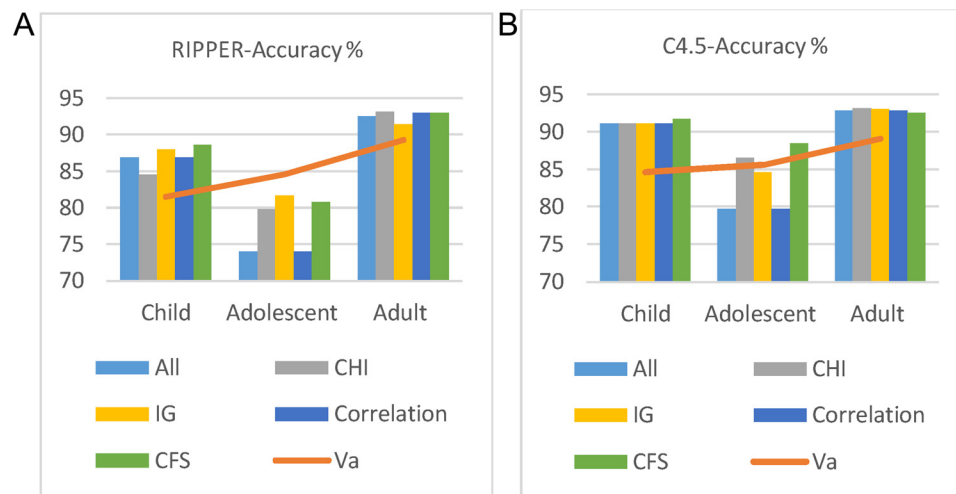 A
RIPPER-Accuracy %
95
90
85
80
75
70
Child Adolescent Adult
All CHI
IG Correlation
CFS Va
B
C4.5-Accuracy %
95
90
85
80
75
70
Child Adolescent Adult
All CHI
IG Correlation
CFS Va